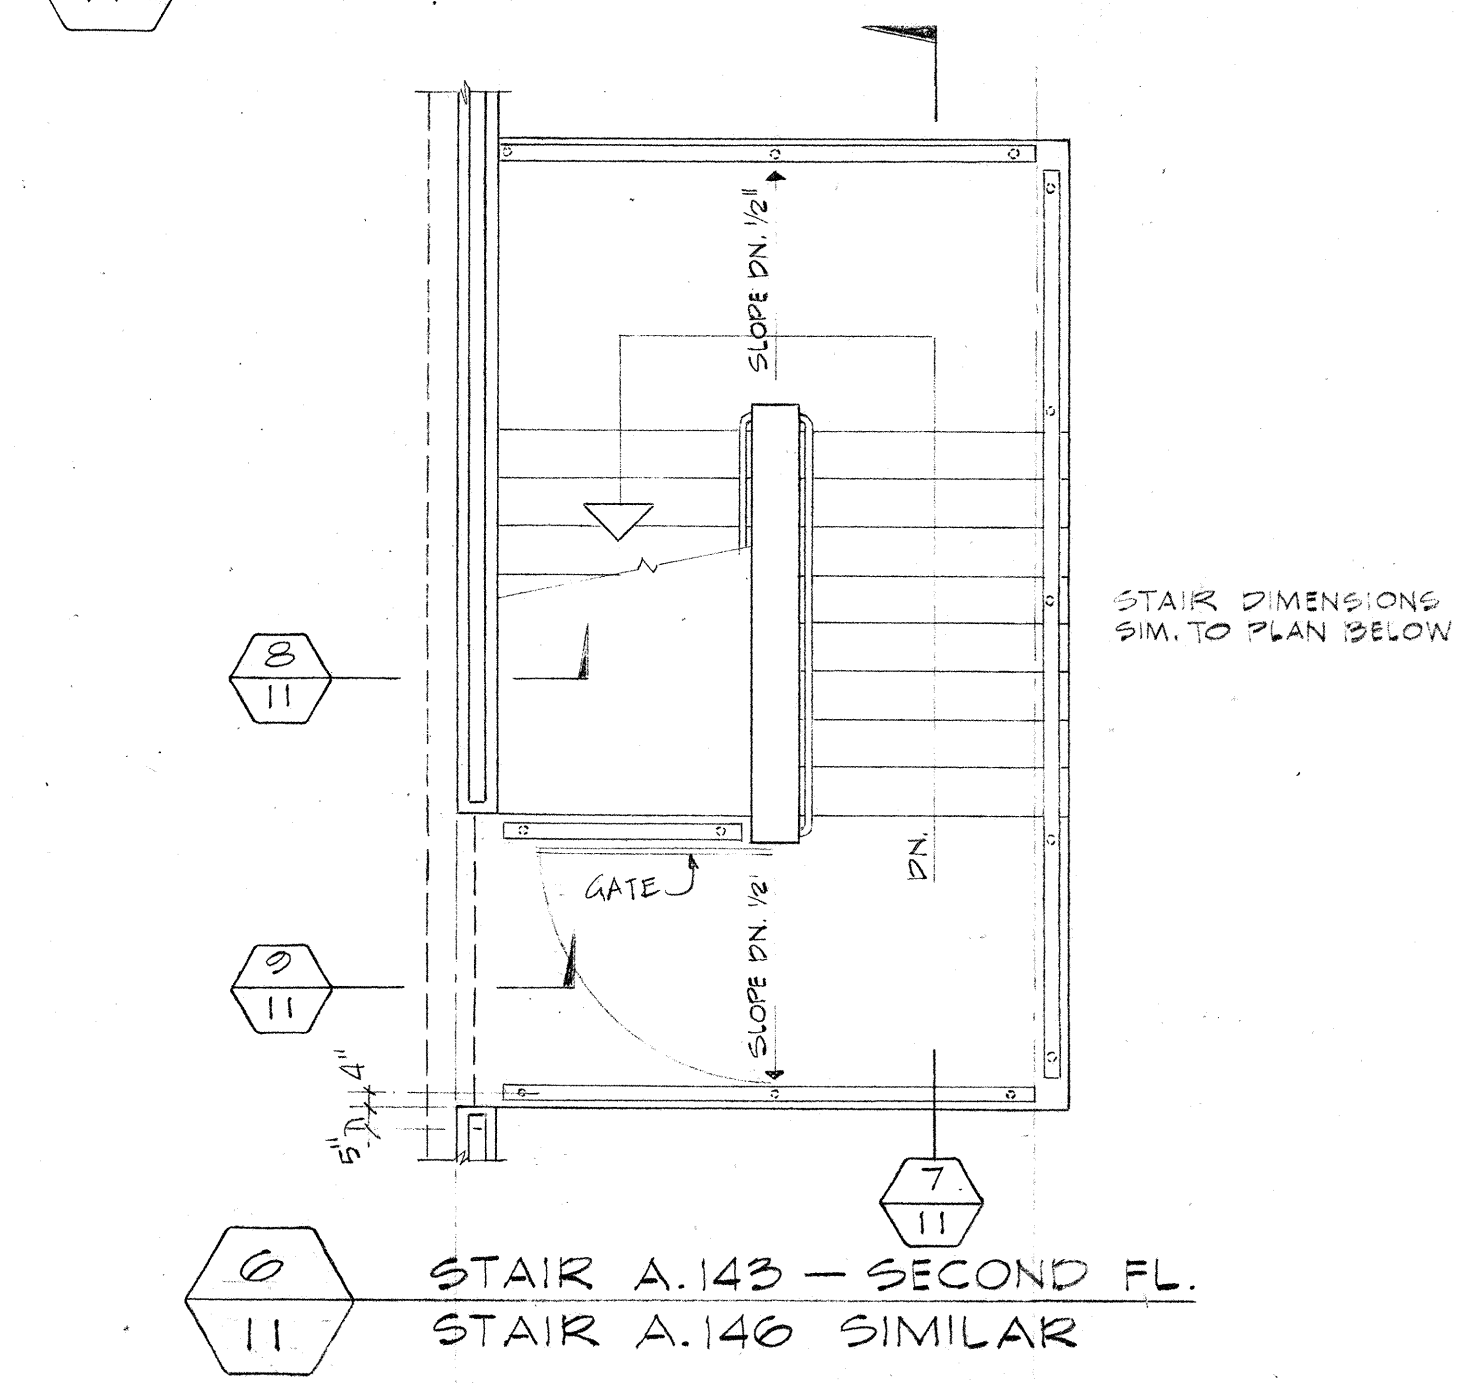 SLOPE DN. 1/2"
STAIR DIMENSIONS
SIM. TO PLAN BELOW
8
11
GATE
DN.
SLOPE DN. 1/2"
9
11
4"
5"
7
11
6
11
STAIR A.143 — SECOND FL.
STAIR A.146 SIMILAR